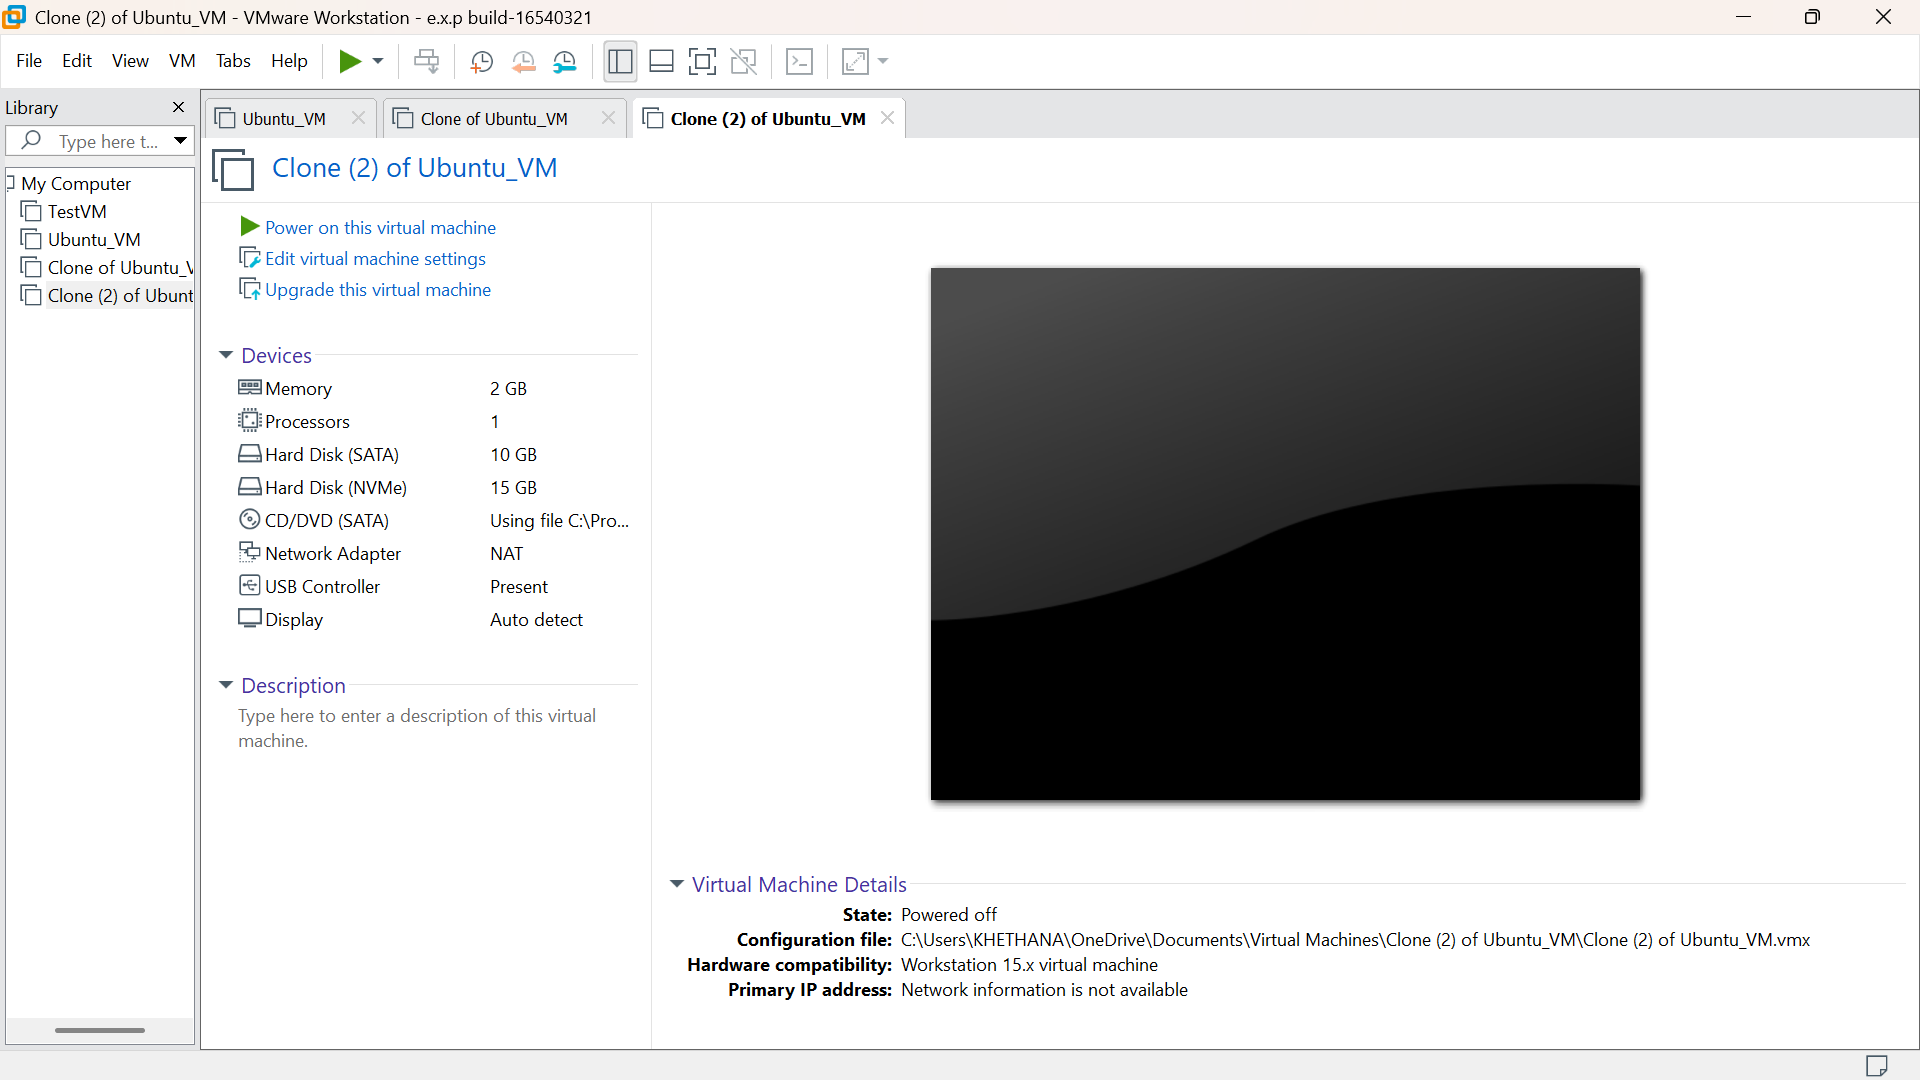 Clone (2) of Ubuntu_VM - VMware Workstation - e.x.p build-16540321
File Edit View VM Tabs Help
Library
Type here t...
My Computer
TestVM
Ubuntu_VM
Clone of Ubuntu_V
Clone (2) of Ubunt
Ubuntu_VM Clone of Ubuntu_VM Clone (2) of Ubuntu_VM
Clone (2) of Ubuntu_VM
Power on this virtual machine
Edit virtual machine settings
Upgrade this virtual machine
Devices
Memory 2 GB
Processors 1
Hard Disk (SATA) 10 GB
Hard Disk (NVMe) 15 GB
CD/DVD (SATA) Using file C:\Pro...
Network Adapter NAT
USB Controller Present
Display Auto detect
Description
Type here to enter a description of this virtual
machine.
Virtual Machine Details
State: Powered off
Configuration file: C:\Users\KHETHANA\OneDrive\Documents\Virtual Machines\Clone (2) of Ubuntu_VM\Clone (2) of Ubuntu_VM.vmx
Hardware compatibility: Workstation 15.x virtual machine
Primary IP address: Network information is not available